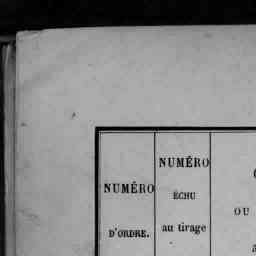 NUMÉRO
D'ORDRE.
NUMÉRO
ÉCHU
au tirage
OU